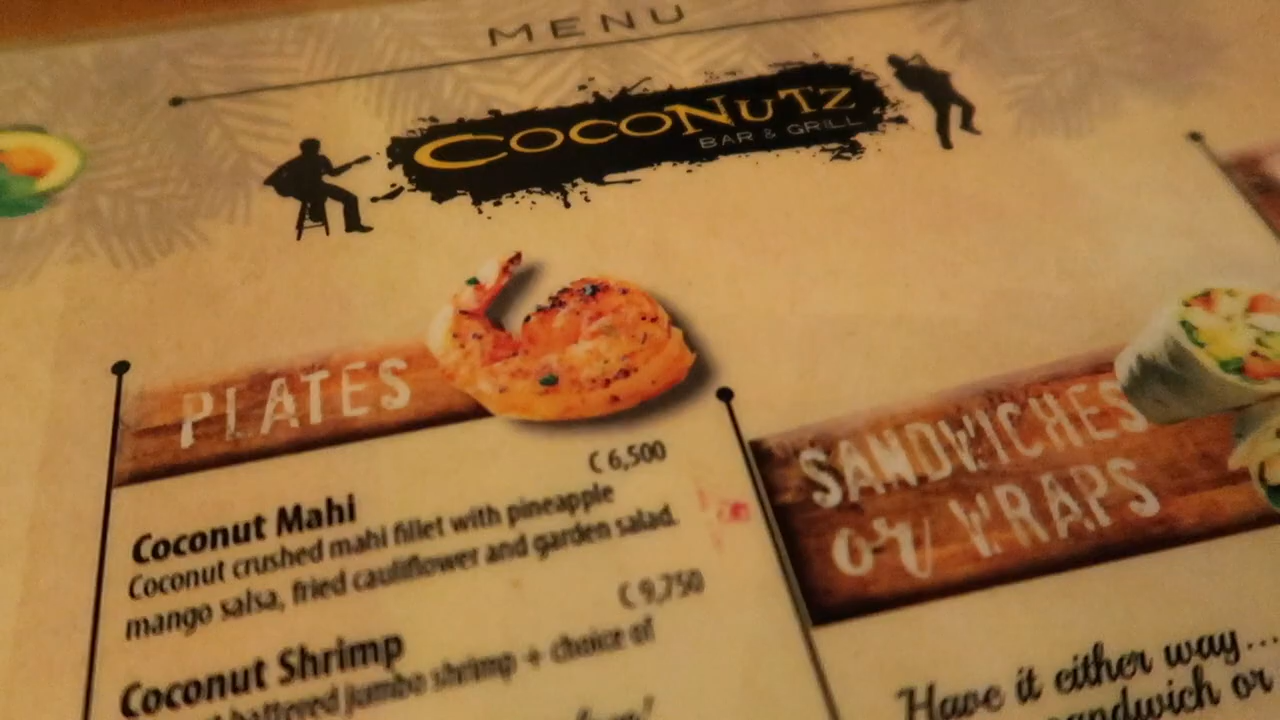 MENU
COCONUTZ
BAR & GRILL
PLATES
₡ 6,500
Coconut Mahi
Coconut crushed mahi fillet with pineapple
mango salsa, fried cauliflower and garden salad.
₡ 9,750
Coconut Shrimp
battered jumbo shrimp + choice of
SANDWICHES
or WRAPS
Have it either way...
sandwich or